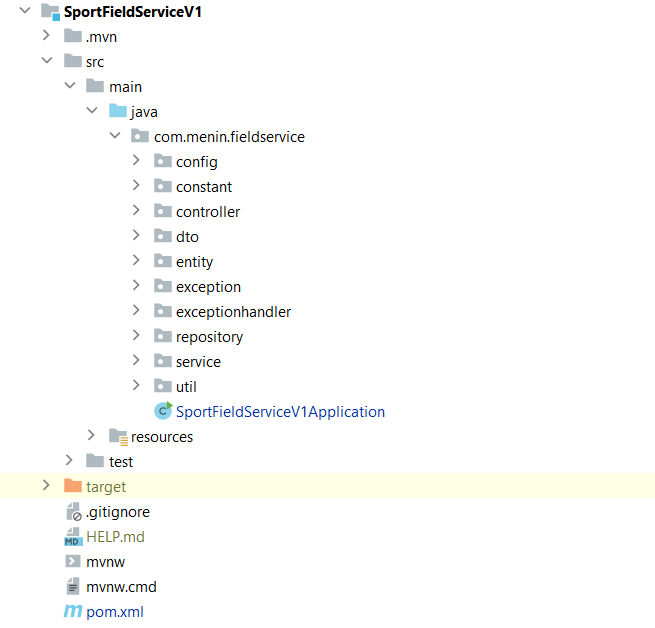 SportFieldServiceV1
.mvn
src
main
java
com.menin.fieldservice
config
constant
controller
dto
entity
exception
exceptionhandler
repository
service
util
C SportFieldServiceV1Application
resources
test
target
.gitignore
MD HELP.md
mvnw
mvnw.cmd
m pom.xml